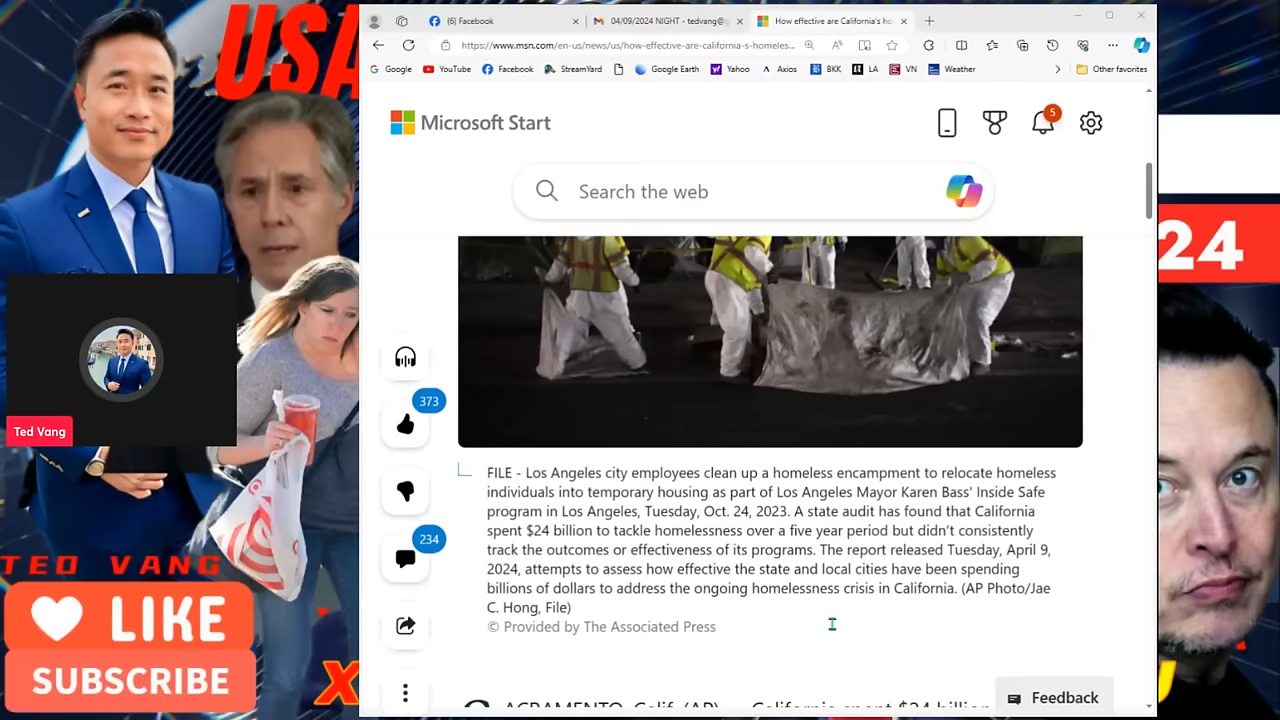 USA
(6) Facebook
04/09/2024 NIGHT - tedvang@g
How effective are California's ho
https://www.msn.com/en-us/news/us/how-effective-are-california-s-homeles...
Google
YouTube
Facebook
StreamYard
Google Earth
Yahoo
Axios
BKK
LA
VN
Weather
Other favorites
Microsoft Start
5
Search the web
24
373
234
Ted Vang
FILE - Los Angeles city employees clean up a homeless encampment to relocate homeless
individuals into temporary housing as part of Los Angeles Mayor Karen Bass' Inside Safe
program in Los Angeles, Tuesday, Oct. 24, 2023. A state audit has found that California
spent $24 billion to tackle homelessness over a five year period but didn't consistently
track the outcomes or effectiveness of its programs. The report released Tuesday, April 9,
2024, attempts to assess how effective the state and local cities have been spending
billions of dollars to address the ongoing homelessness crisis in California. (AP Photo/Jae
C. Hong, File)
© Provided by The Associated Press
TED VANG
LIKE
SUBSCRIBE
X
Feedback
ACRAMENTO, Calif. (AP) — California spent $24 billion